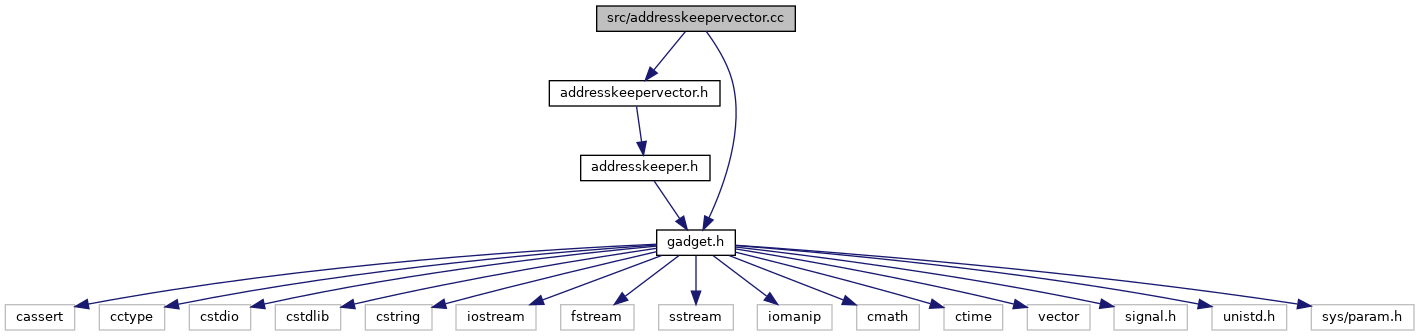 src/addresskeepervector.cc
addresskeepervector.h
addresskeeper.h
gadget.h
cassert
cctype
cstdio
cstdlib
cstring
iostream
fstream
sstream
iomanip
cmath
ctime
vector
signal.h
unistd.h
sys/param.h